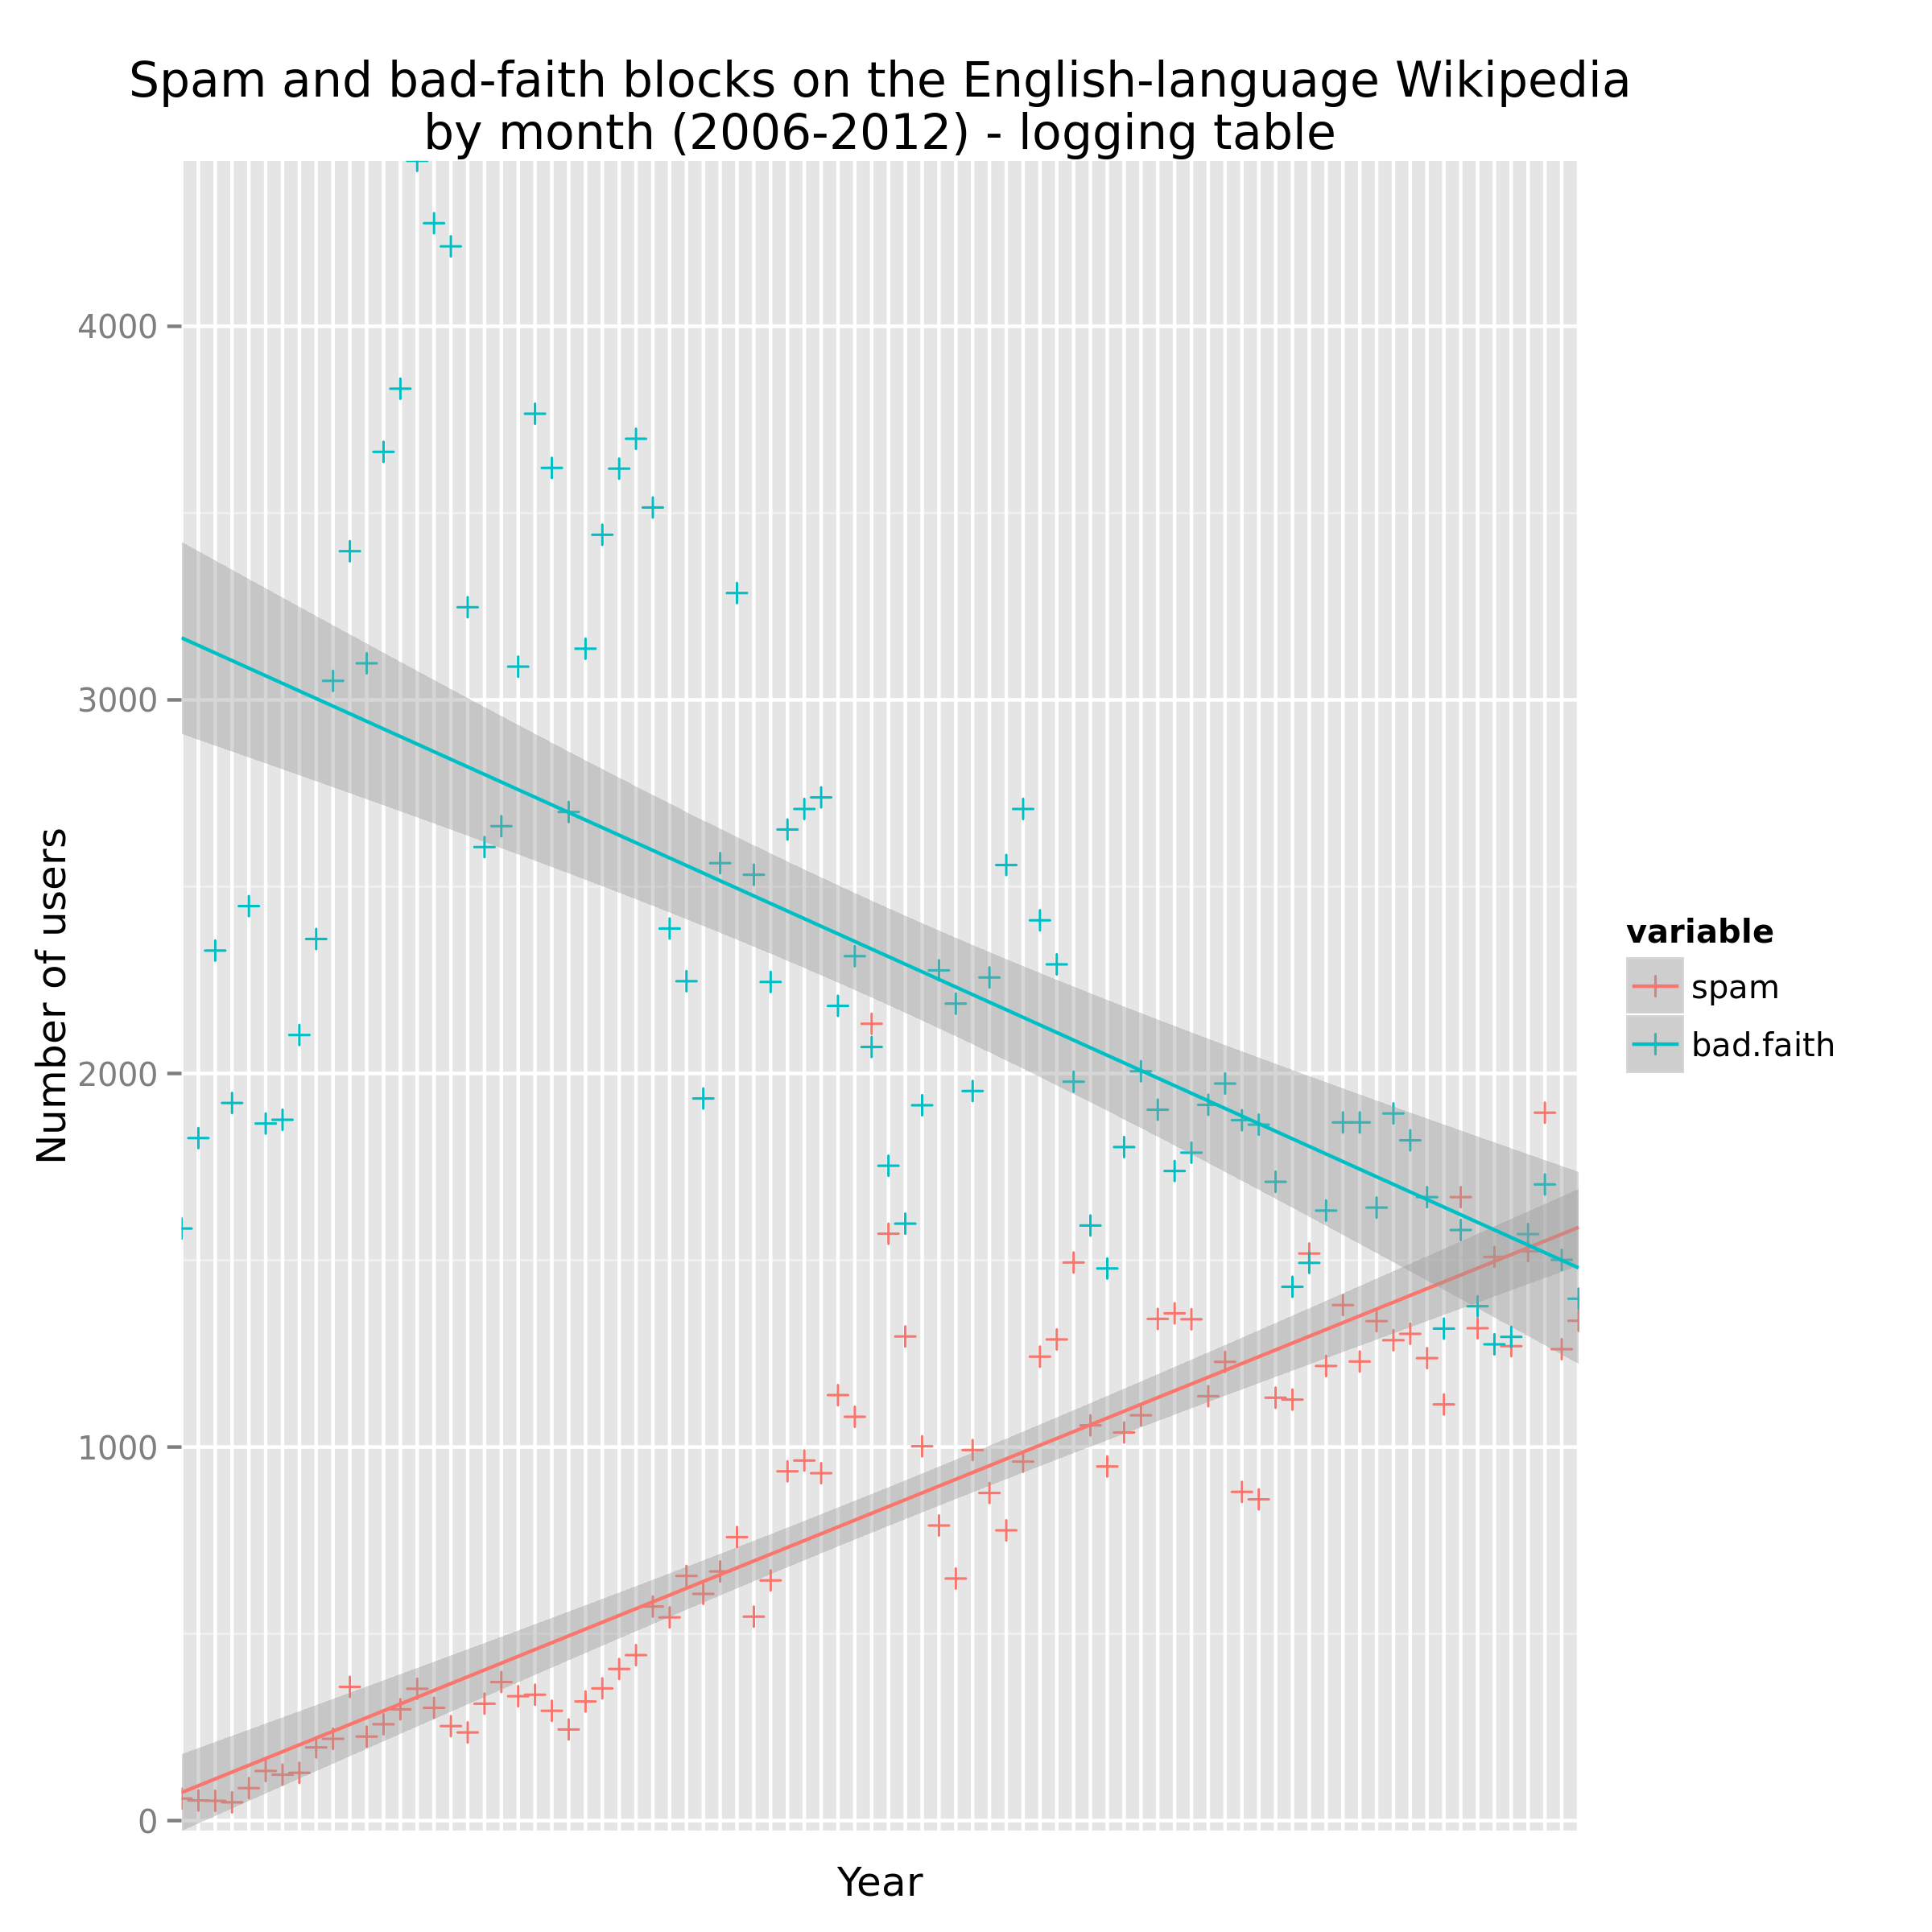 Spam and bad-faith blocks on the English-language Wikipedia
by month (2006-2012) - logging table
4000
3000
2000
1000
0
Number of users
Year
variable
spam
bad.faith